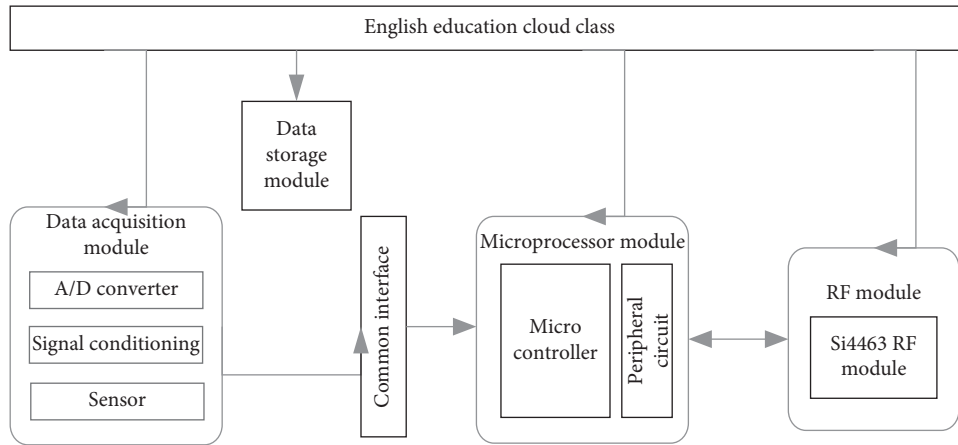 English education cloud class
Data
storage
module
Data acquisition
module
A/D converter
Signal conditioning
Sensor
Common interface
Microprocessor module
Micro
controller
Peripheral
circuit
RF module
Si4463 RF
module